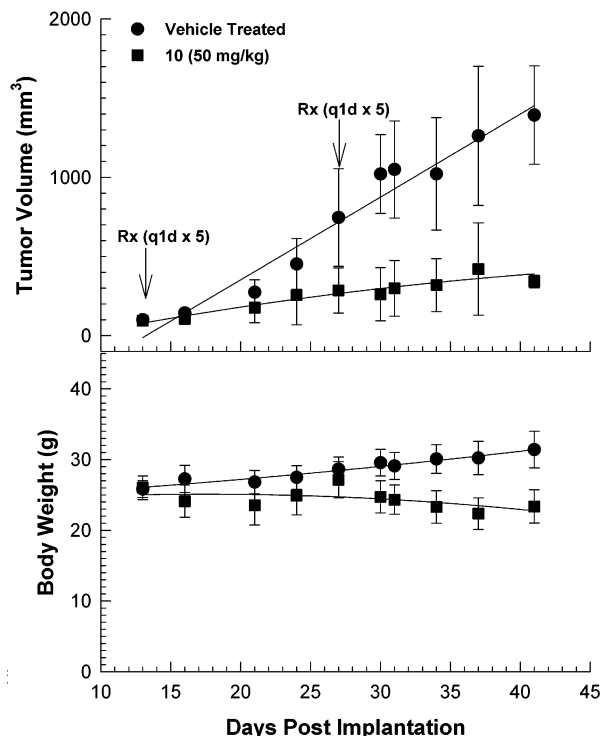 2000
Vehicle Treated
10 (50 mg/kg)
Rx (q1d x 5)
1000
Rx (q1d x 5)
0
Tumor Volume (mm³)
40
30
20
10
0
Body Weight (g)
10 15 20 25 30 35 40 45
Days Post Implantation